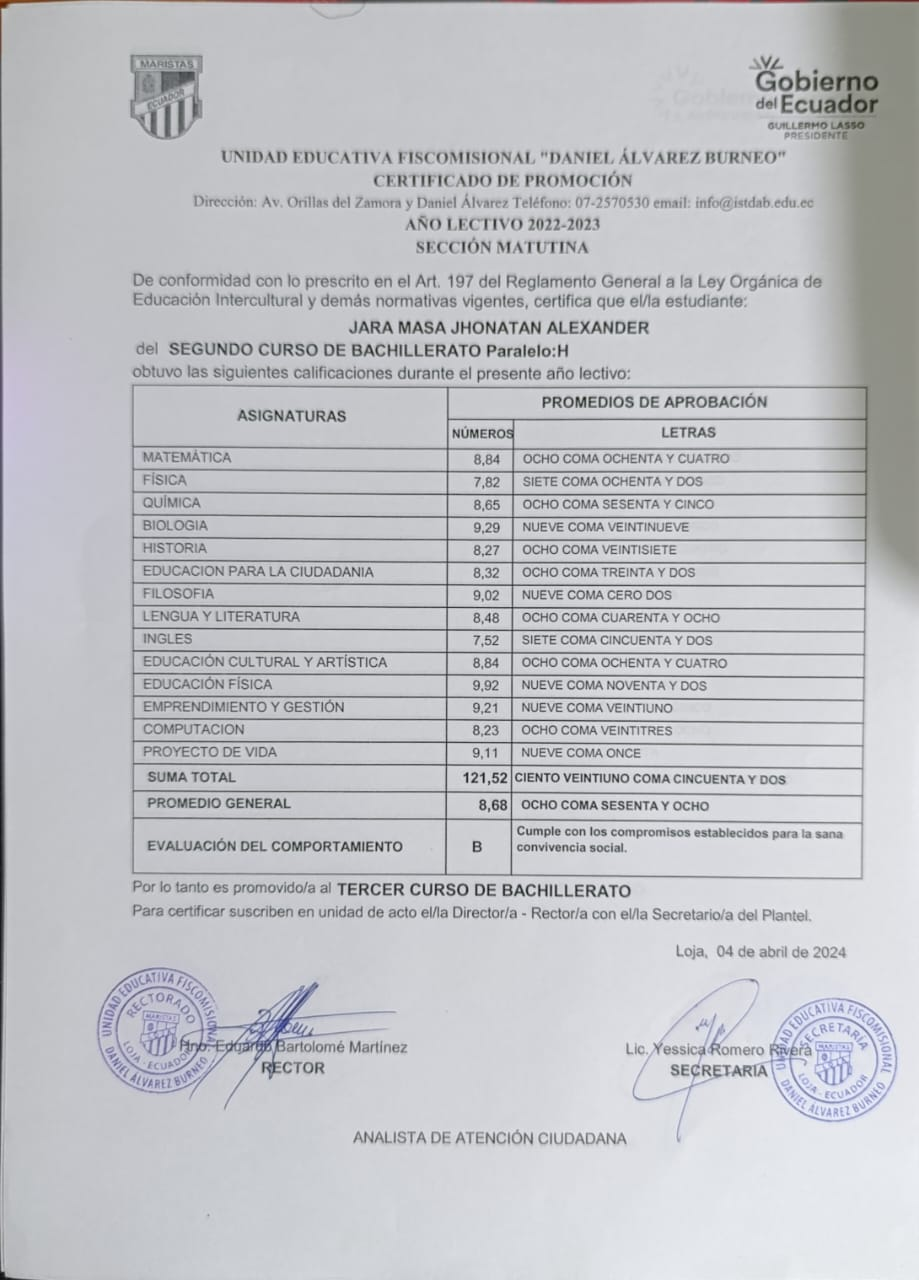 MARISTAS
ECUADOR
Gobierno
del Ecuador
GUILLERMO LASSO
PRESIDENTE
UNIDAD EDUCATIVA FISCOMISIONAL "DANIEL ÁLVAREZ BURNEO"
CERTIFICADO DE PROMOCIÓN
Dirección: Av. Orillas del Zamora y Daniel Álvarez Teléfono: 07-2570530 email: info@istdab.edu.ec
AÑO LECTIVO 2022-2023
SECCIÓN MATUTINA
De conformidad con lo prescrito en el Art. 197 del Reglamento General a la Ley Orgánica de
Educación Intercultural y demás normativas vigentes, certifica que el/la estudiante:
JARA MASA JHONATAN ALEXANDER
del SEGUNDO CURSO DE BACHILLERATO Paralelo:H
obtuvo las siguientes calificaciones durante el presente año lectivo:
ASIGNATURAS PROMEDIOS DE APROBACIÓN
NÚMEROS LETRAS
MATEMÁTICA 8,84 OCHO COMA OCHENTA Y CUATRO
FÍSICA 7,82 SIETE COMA OCHENTA Y DOS
QUÍMICA 8,65 OCHO COMA SESENTA Y CINCO
BIOLOGIA 9,29 NUEVE COMA VEINTINUEVE
HISTORIA 8,27 OCHO COMA VEINTISIETE
EDUCACION PARA LA CIUDADANIA 8,32 OCHO COMA TREINTA Y DOS
FILOSOFIA 9,02 NUEVE COMA CERO DOS
LENGUA Y LITERATURA 8,48 OCHO COMA CUARENTA Y OCHO
INGLES 7,52 SIETE COMA CINCUENTA Y DOS
EDUCACIÓN CULTURAL Y ARTÍSTICA 8,84 OCHO COMA OCHENTA Y CUATRO
EDUCACIÓN FÍSICA 9,92 NUEVE COMA NOVENTA Y DOS
EMPRENDIMIENTO Y GESTIÓN 9,21 NUEVE COMA VEINTIUNO
COMPUTACION 8,23 OCHO COMA VEINTITRES
PROYECTO DE VIDA 9,11 NUEVE COMA ONCE
SUMA TOTAL 121,52 CIENTO VEINTIUNO COMA CINCUENTA Y DOS
PROMEDIO GENERAL 8,68 OCHO COMA SESENTA Y OCHO
EVALUACIÓN DEL COMPORTAMIENTO B Cumple con los compromisos establecidos para la sana
convivencia social.
Por lo tanto es promovido/a al TERCER CURSO DE BACHILLERATO
Para certificar suscriben en unidad de acto el/la Director/a - Rector/a con el/la Secretario/a del Plantel.
Loja, 04 de abril de 2024
UNIDAD EDUCATIVA FISCOMISIONAL
RECTORADO
MARISTAS
LOJA - ECUADOR
DANIEL ÁLVAREZ BURNEO
Bartolomé Martínez
RECTOR
Lic. Yessica Romero Rivera
SECRETARIA
UNIDAD EDUCATIVA FISCOMISIONAL
SECRETARIA
MARISTAS
LOJA - ECUADOR
DANIEL ÁLVAREZ BURNEO
ANALISTA DE ATENCIÓN CIUDADANA